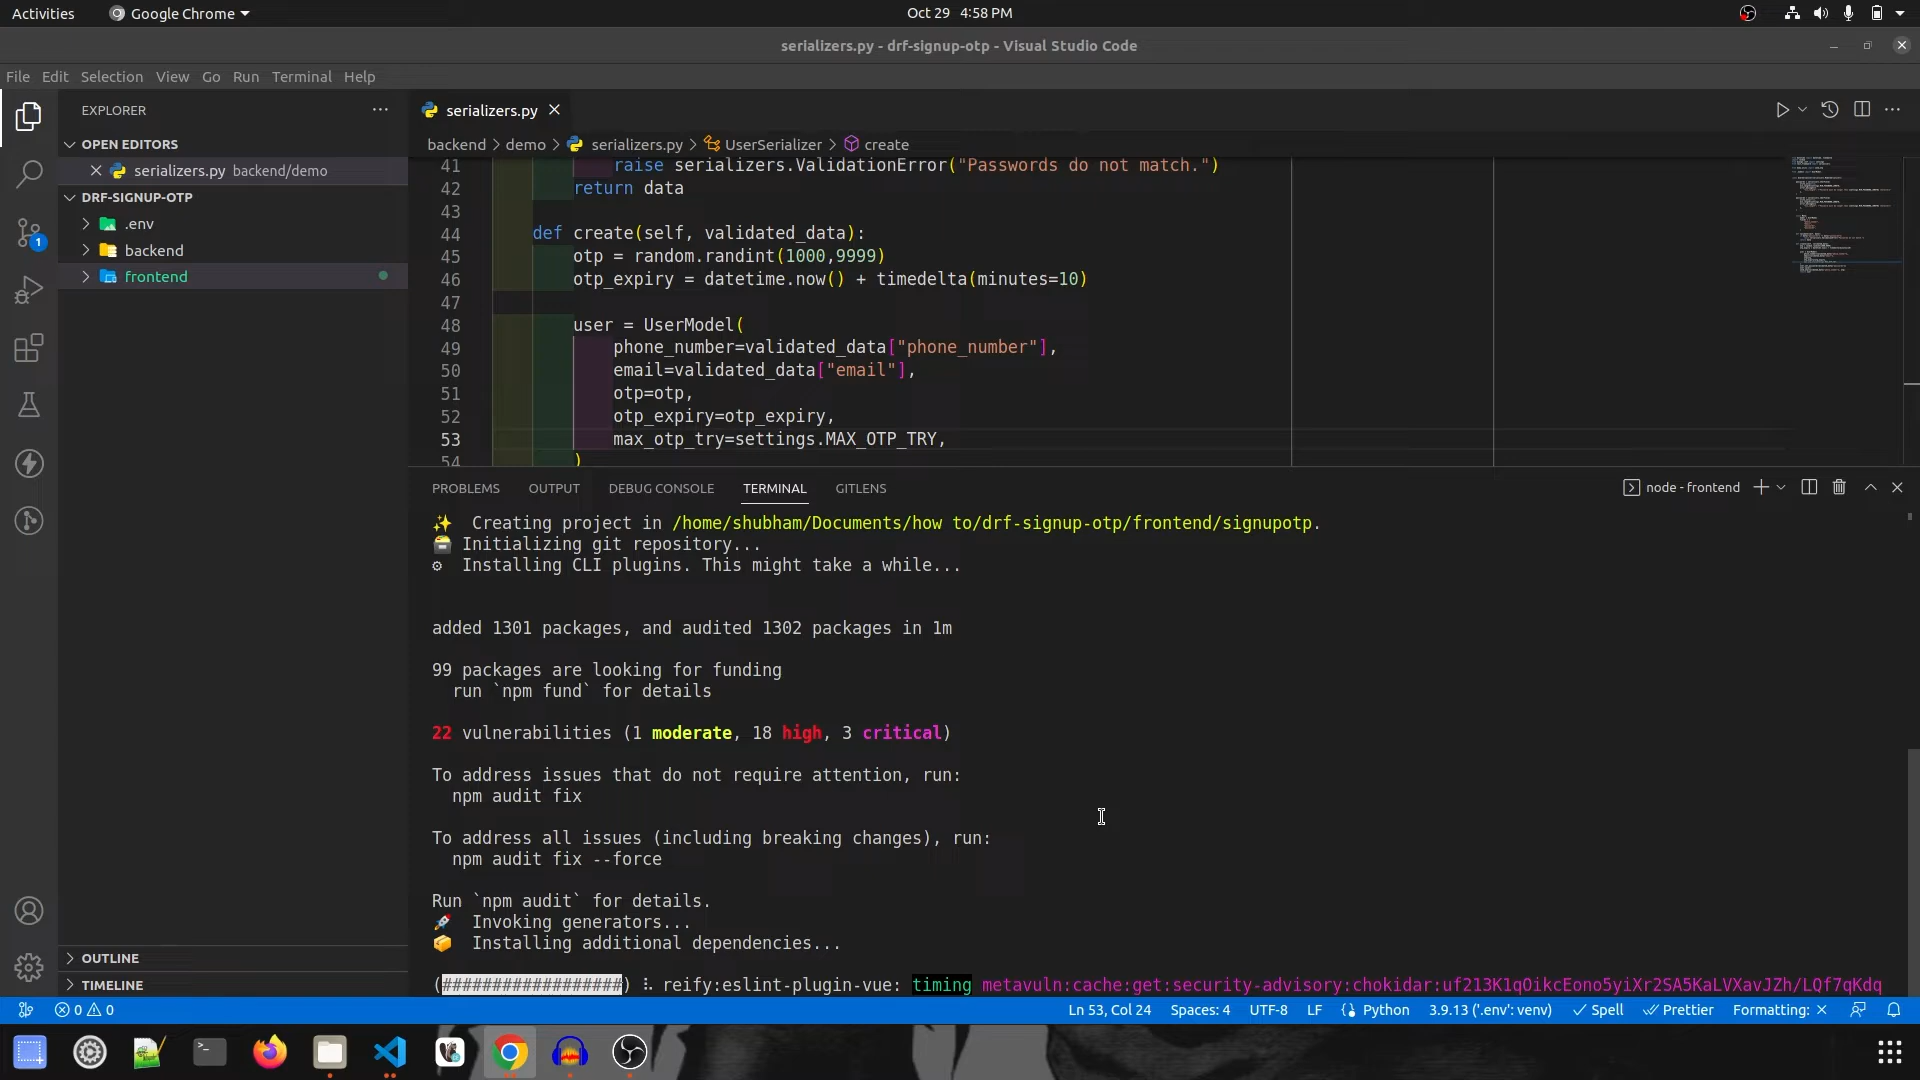 Activities
Google Chrome
Oct 29 4:58 PM
serializers.py - drf-signup-otp - Visual Studio Code
File Edit Selection View Go Run Terminal Help
EXPLORER
OPEN EDITORS
serializers.py backend/demo
DRF-SIGNUP-OTP
.env
backend
frontend
1
OUTLINE
TIMELINE
serializers.py
backend > demo > serializers.py > UserSerializer > create
41 raise serializers.ValidationError("Passwords do not match.")
42 return data
43
44 def create(self, validated_data):
45 otp = random.randint(1000,9999)
46 otp_expiry = datetime.now() + timedelta(minutes=10)
47
48 user = UserModel(
49 phone_number=validated_data["phone_number"],
50 email=validated_data["email"],
51 otp=otp,
52 otp_expiry=otp_expiry,
53 max_otp_try=settings.MAX_OTP_TRY,
54 )
PROBLEMS OUTPUT DEBUG CONSOLE TERMINAL GITLENS
node - frontend
✨ Creating project in /home/shubham/Documents/how to/drf-signup-otp/frontend/signupotp.
🗃 Initializing git repository...
⚙ Installing CLI plugins. This might take a while...
added 1301 packages, and audited 1302 packages in 1m
99 packages are looking for funding
run `npm fund` for details
22 vulnerabilities (1 moderate, 18 high, 3 critical)
To address issues that do not require attention, run:
npm audit fix
To address all issues (including breaking changes), run:
npm audit fix --force
Run `npm audit` for details.
🚀 Invoking generators...
📦 Installing additional dependencies...
(##################) ⠧ reify:eslint-plugin-vue: timing metavuln:cache:get:security-advisory:chokidar:uf213K1qOikcEono5yiXr2SA5KaLVXavJZh/LQf7qKdq
0 0
Ln 53, Col 24
Spaces: 4
UTF-8
LF
Python
3.9.13 ('.env': venv)
Spell
Prettier
Formatting: ×